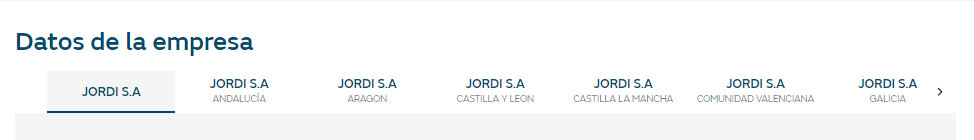 Datos de la empresa
JORDI S.A
JORDI S.A
ANDALUCÍA
JORDI S.A
ARAGON
JORDI S.A
CASTILLA Y LEON
JORDI S.A
CASTILLA LA MANCHA
JORDI S.A
COMUNIDAD VALENCIANA
JORDI S.A
GALICIA